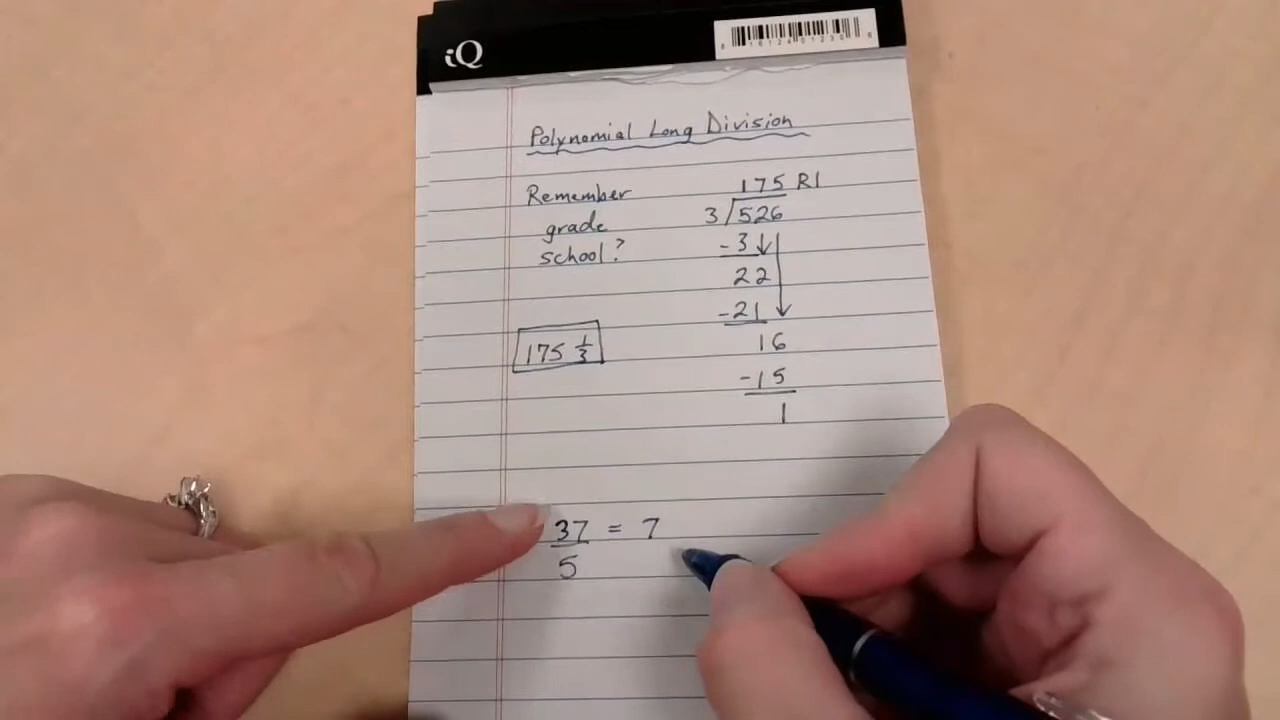 iQ
Polynomial Long Division
Remember
grade
school?
175 R1
3 √526
-3
22
-21
16
-15
1
175 1/3
37/5 = 7